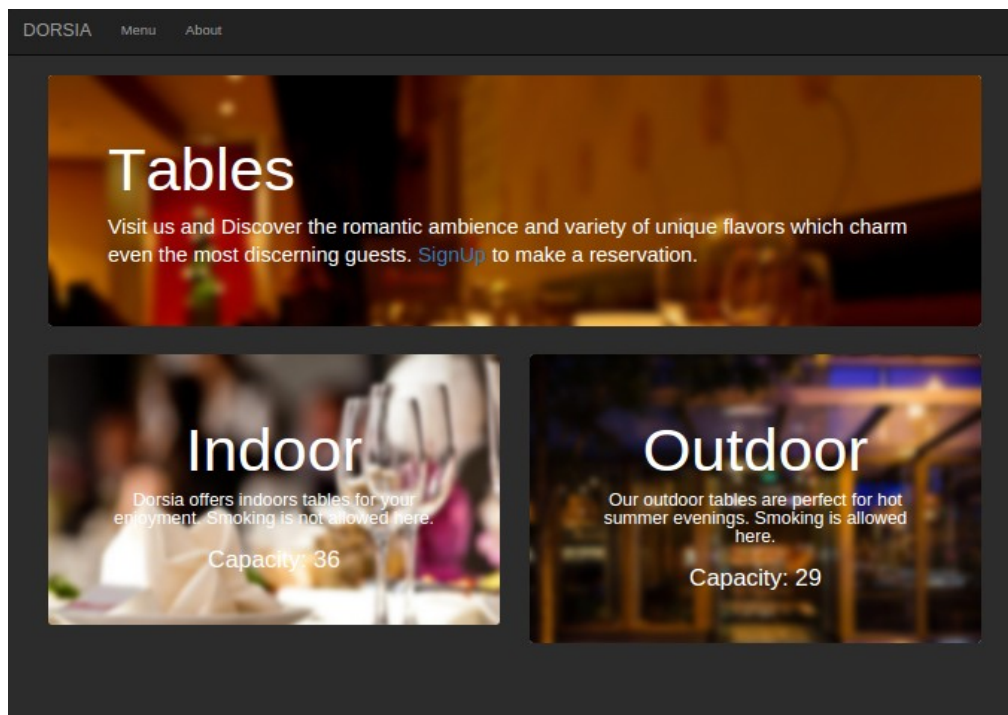 DORSIA Menu About
Tables
Visit us and Discover the romantic ambience and variety of unique flavors which charm
even the most discerning guests. SignUp to make a reservation.
Indoor
Dorsia offers indoors tables for your
enjoyment. Smoking is not allowed here.
Capacity: 36
Outdoor
Our outdoor tables are perfect for hot
summer evenings. Smoking is allowed
here.
Capacity: 29